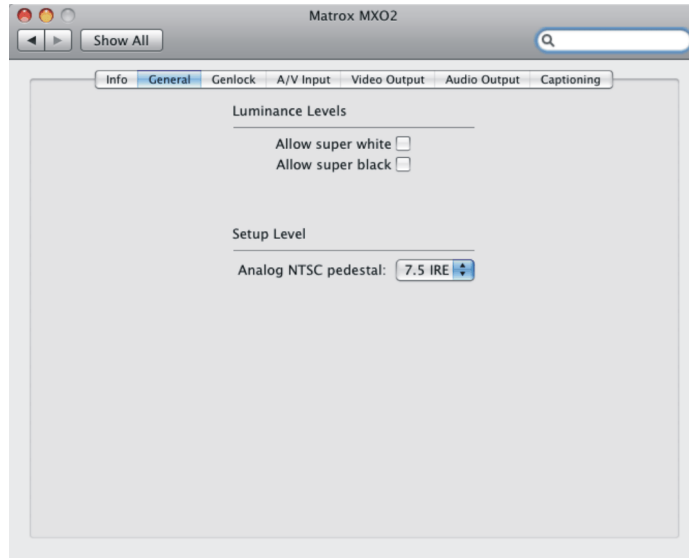 Matrox MXO2
Show All
Info General Genlock A/V Input Video Output Audio Output Captioning
Luminance Levels
Allow super white
Allow super black
Setup Level
Analog NTSC pedestal: 7.5 IRE